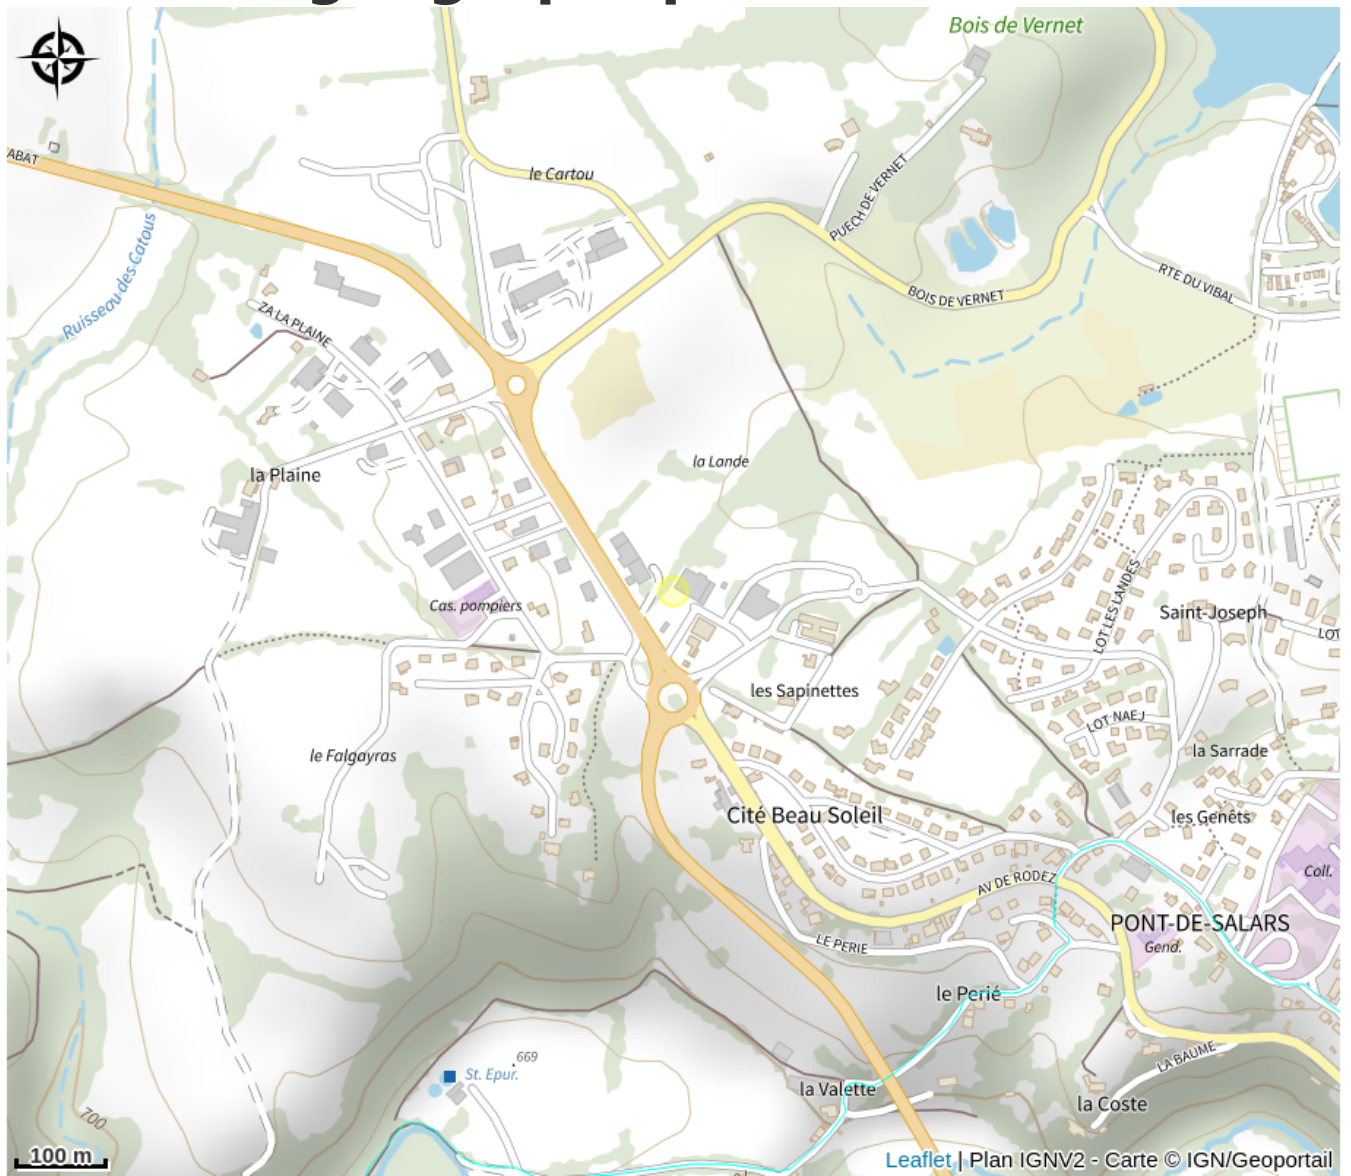 Bois de Vernet
ABAT
le Cartou
PUECH DE VERNET
Ruisseau des Catous
RTE DU VIBAL
BOIS DE VERNET
ZA LA PLAINE
la Lande
la Plaine
Cas. pompiers
LOT LES LANDES
Saint-Joseph
LOT
les Sapinettes
LOT NAEJ
la Sarrade
le Falgayras
Cité Beau Soleil
les Genêts
Coll.
AV DE RODEZ
PONT-DE-SALARS
Gend.
LE PERIE
le Perié
669
St. Epur.
LA BAUME
la Valette
la Coste
700
100 m
Leaflet | Plan IGNV2 - Carte © IGN/Geoportail